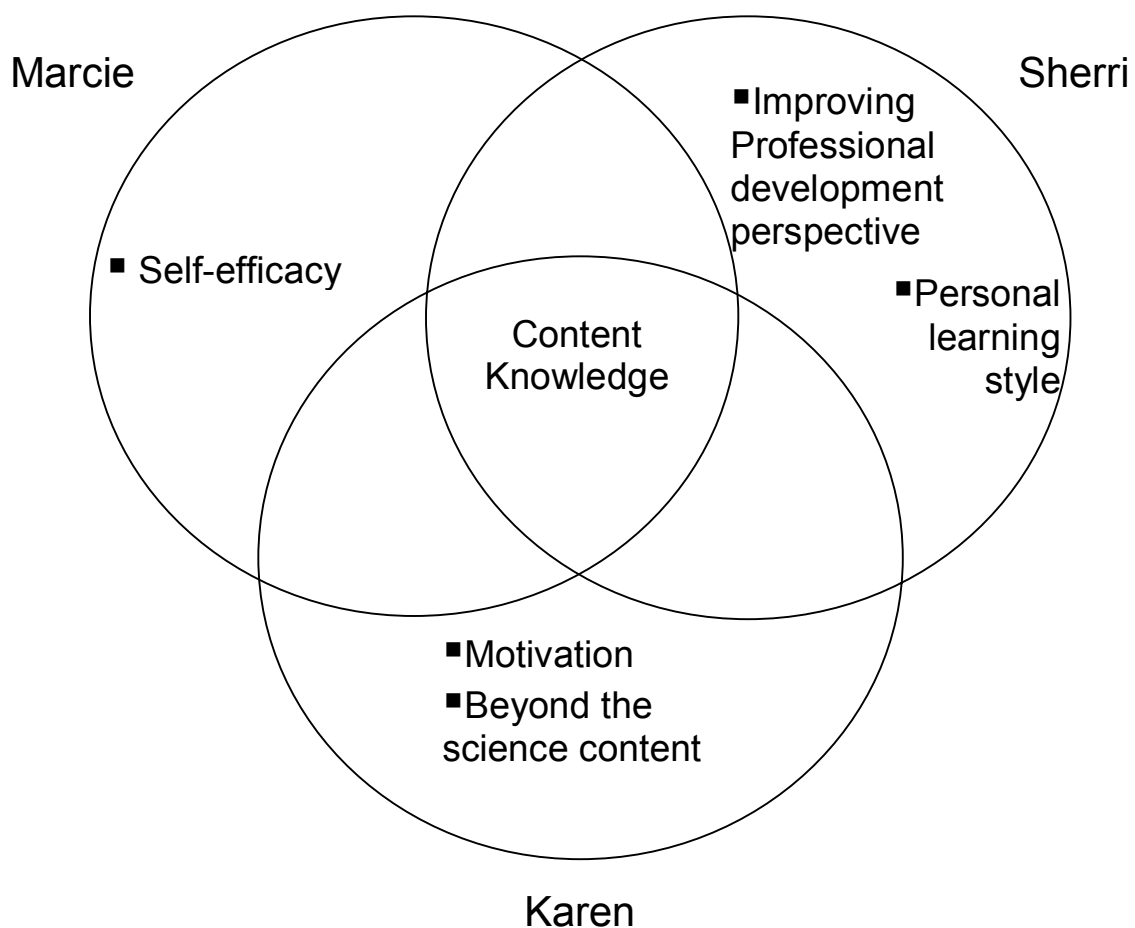 Marcie
Sherri
▪Improving
Professional
development
perspective
▪ Self-efficacy
▪Personal
learning
style
Content
Knowledge
▪Motivation
▪Beyond the
science content
Karen